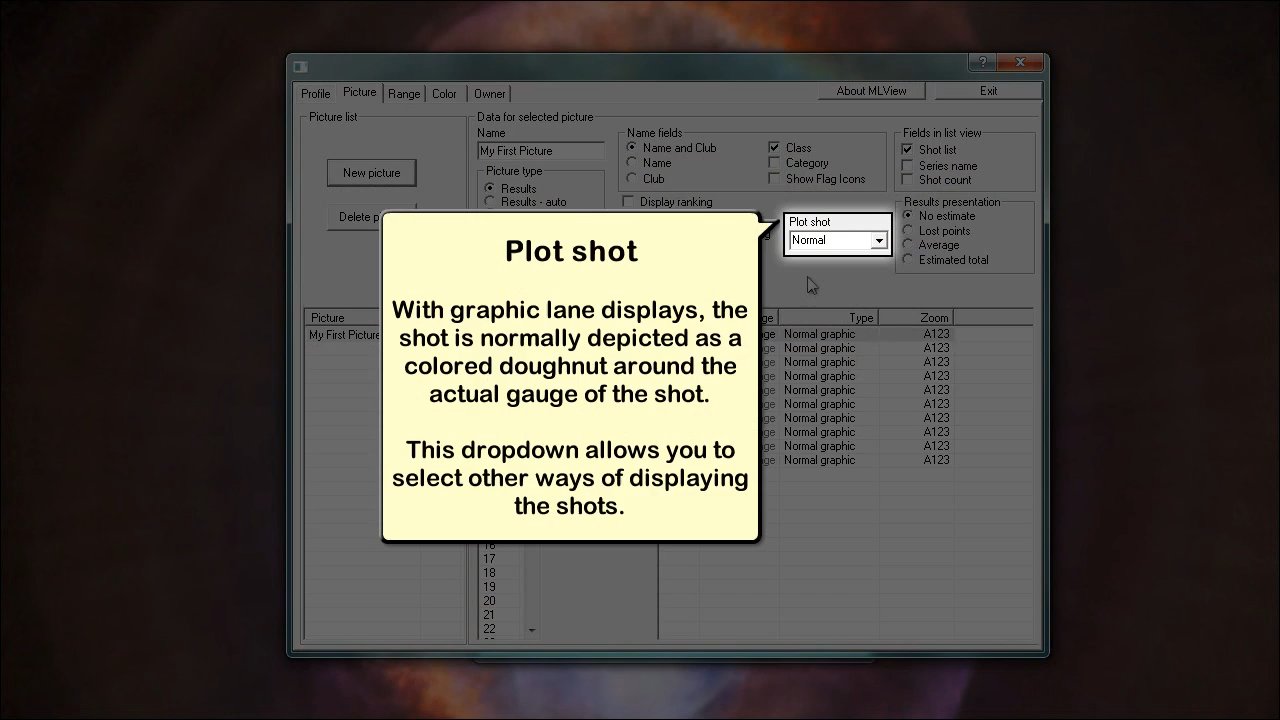 ?
X
Profile
Picture
Range
Color
Owner
About MLView
Exit
Picture list
New picture
Delete p
Data for selected picture
Name
My First Picture
Picture type
Results
Results - auto
Name fields
Name and Club
Name
Club
Class
Category
Show Flag Icons
Display ranking
Fields in list view
Shot list
Series name
Shot count
Results presentation
No estimate
Lost points
Average
Estimated total
Plot shot
Normal
Plot shot
With graphic lane displays, the
shot is normally depicted as a
colored doughnut around the
actual gauge of the shot.
This dropdown allows you to
select other ways of displaying
the shots.
Picture
My First Picture
Type Zoom
Normal graphic A123
Normal graphic A123
Normal graphic A123
Normal graphic A123
Normal graphic A123
Normal graphic A123
Normal graphic A123
Normal graphic A123
Normal graphic A123
Normal graphic A123
16
17
18
19
20
21
22